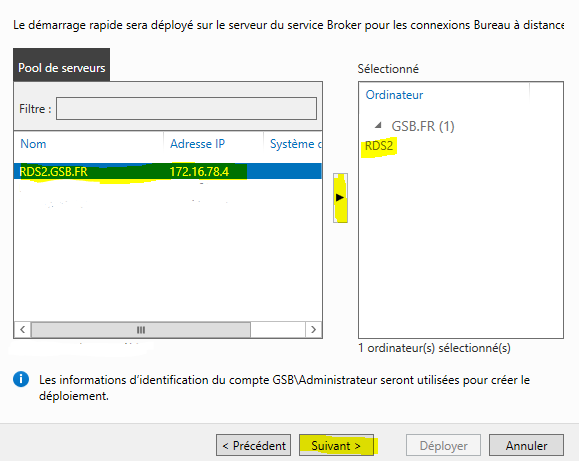 Le démarrage rapide sera déployé sur le serveur du service Broker pour les connexions Bureau à distance
Pool de serveurs
Filtre :
Nom Adresse IP Système
RDS2.GSB.FR 172.16.78.4
Sélectionné
Ordinateur
GSB.FR (1)
RDS2
1 ordinateur(s) sélectionné(s)
Les informations d'identification du compte GSB\Administrateur seront utilisées pour créer le
déploiement.
< Précédent Suivant > Déployer Annuler